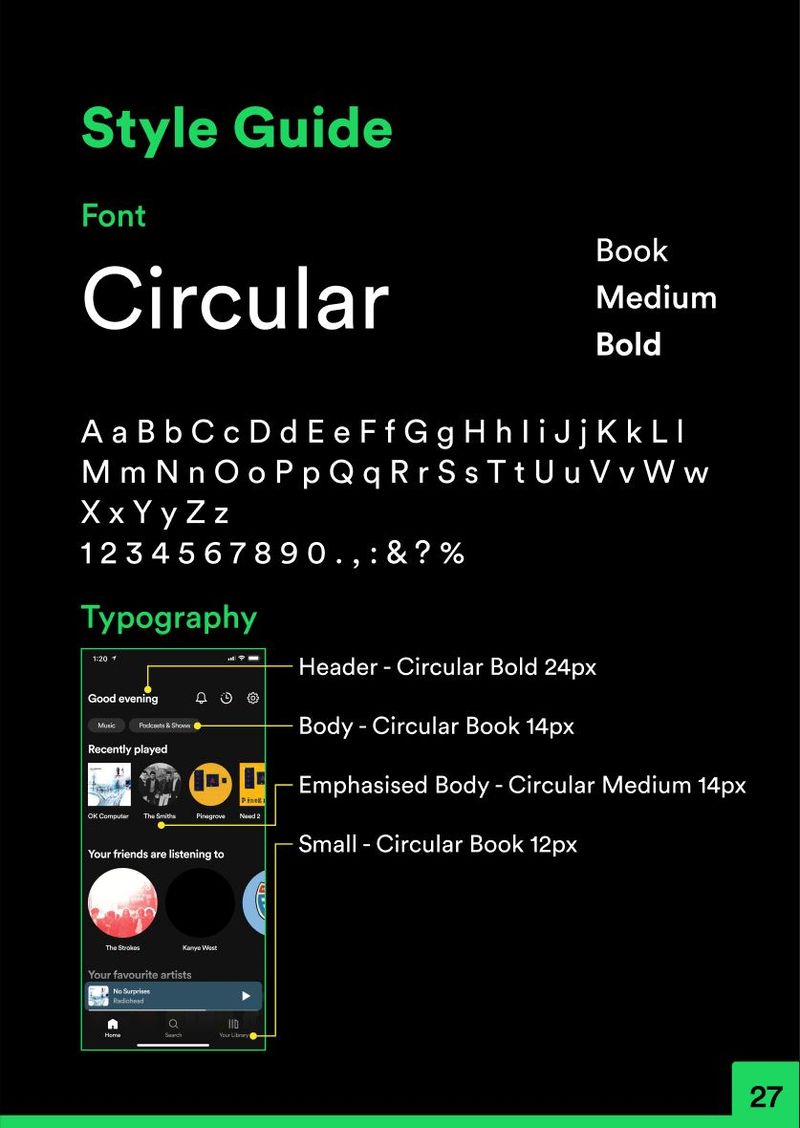 Style Guide
Font
Circular
Book
Medium
Bold
A a B b C c D d E e F f G g H h I i J j K k L l
M m N n O o P p Q q R r S s T t U u V v W w
X x Y y Z z
1 2 3 4 5 6 7 8 9 0 . , : & ? %
Typography
1:20
Good evening
Music
Podcasts & Shows
Recently played
OK Computer
The Smiths
Pinegrove
Need 2
Your friends are listening to
The Strokes
Kanye West
Your favourite artists
No Surprises
Radiohead
Home
Search
Your Library
Header - Circular Bold 24px
Body - Circular Book 14px
Emphasised Body - Circular Medium 14px
Small - Circular Book 12px
27